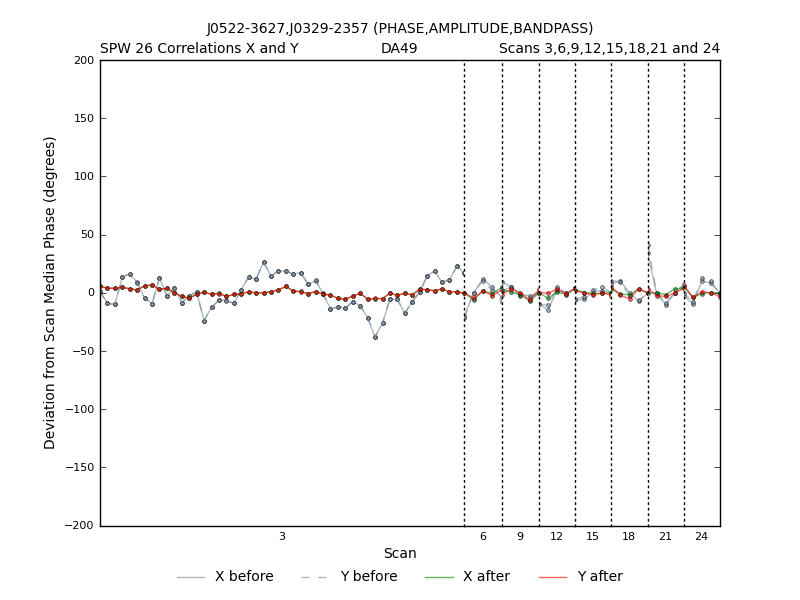 J0522-3627,J0329-2357 (PHASE,AMPLITUDE,BANDPASS)
SPW 26 Correlations X and Y DA49 Scans 3,6,9,12,15,18,21 and 24
200
150
100
50
0
−50
−100
−150
−200
Deviation from Scan Median Phase (degrees)
3 6 9 12 15 18 21 24
Scan
X before Y before X after Y after